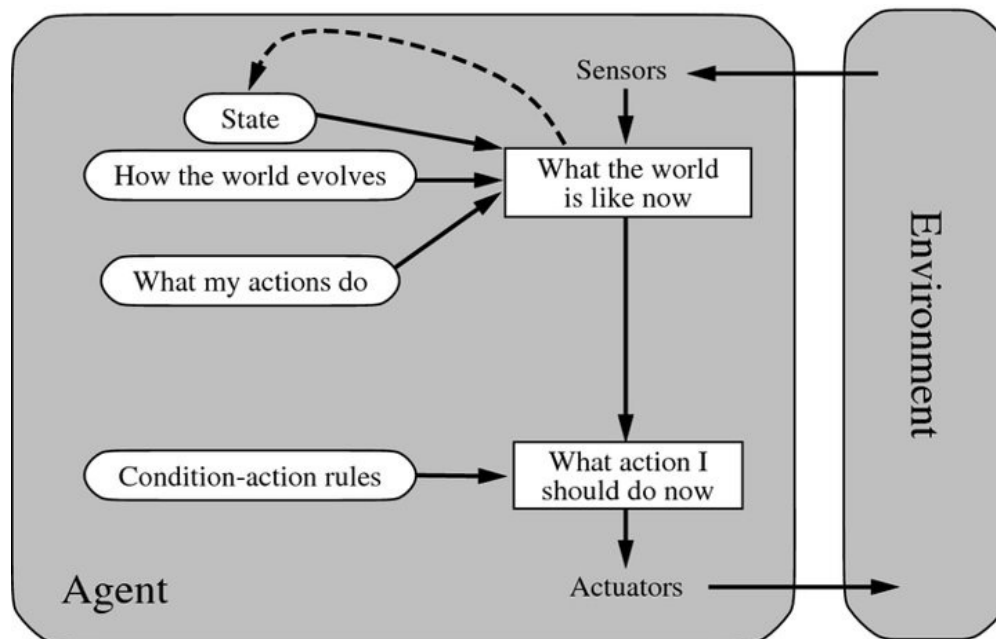 Sensors
State
What the world
is like now
How the world evolves
What my actions do
Condition-action rules
What action I
should do now
Actuators
Agent
Environment